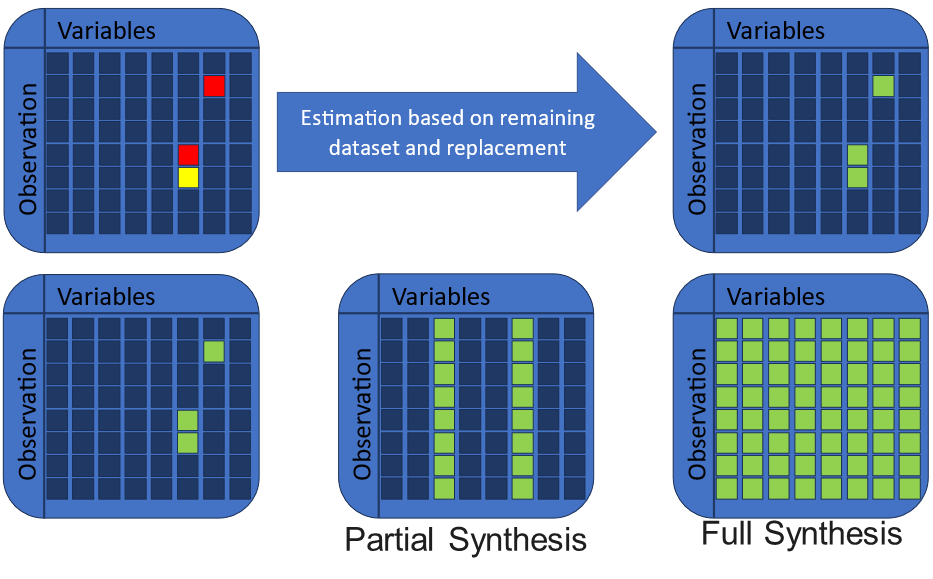 Variables
Observation
Estimation based on remaining
dataset and replacement
Variables
Observation
Variables
Observation
Variables
Observation
Partial Synthesis
Variables
Observation
Full Synthesis